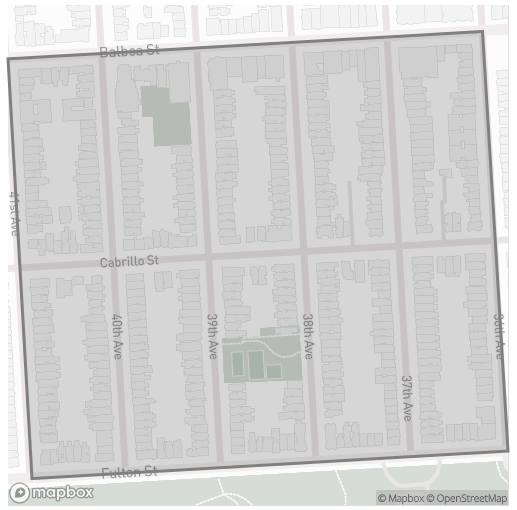 Balboa St
41st Ave
Cabrillo St
40th Ave
39th Ave
38th Ave
36th Ave
37th Ave
Fulton St
mapbox
© Mapbox © OpenStreetMap